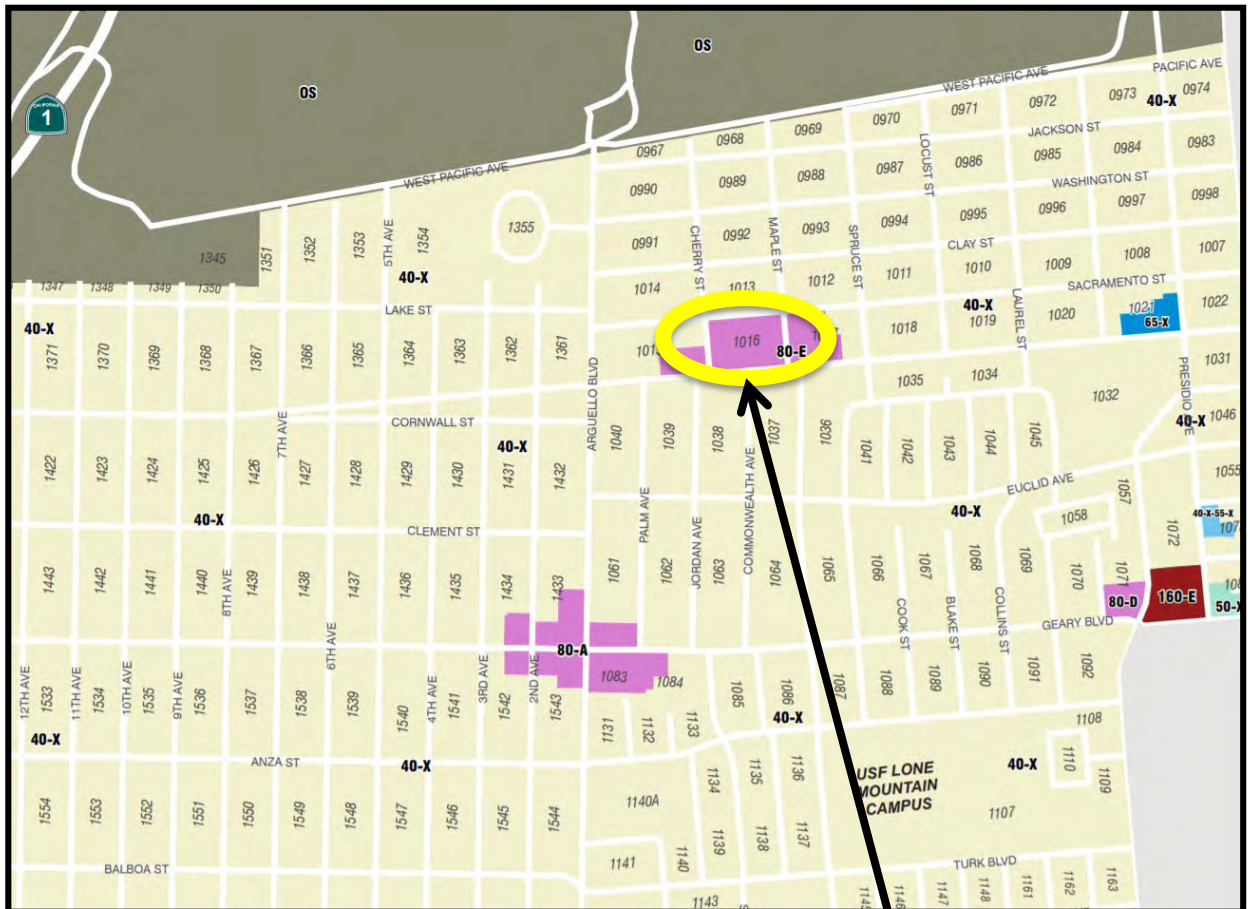 OS
OS
CALIFORNIA
1
WEST PACIFIC AVE
PACIFIC AVE
0974
0973
40-X
0972
0971
0970
0969
0968
0967
JACKSON ST
LOCUST ST
WEST PACIFIC AVE
0983
0984
0985
0986
0987
0988
0989
0990
WASHINGTON ST
0998
0997
0996
0995
0994
0993
0992
0991
1355
1354
1353
1352
1351
1345
5TH AVE
40-X
CHERRY ST
MAPLE ST
SPRUCE ST
CLAY ST
1007
1008
1009
1010
1011
1012
1013
1014
SACRAMENTO ST
1347
1348
1349
1350
LAKE ST
40-X
40-X
LAUREL ST
1022
1021
65-X
1020
1019
1018
1016
80-E
1371
1370
1369
1368
1367
1366
1365
1364
1363
1362
1361
ARGUELLO BLVD
PRESIDIO AVE
1031
1032
1034
1035
7TH AVE
CORNWALL ST
40-X
1046
1422
1423
1424
1425
1426
1427
1428
1429
1430
1431
1432
40-X
1040
1039
1038
1037
1036
1041
1042
1043
1044
1045
COMMONWEALTH AVE
PALM AVE
JORDAN AVE
EUCLID AVE
1055
1057
40-X
CLEMENT ST
40-X
1058
40-X-55-X
1072
1443
1442
1441
1440
1439
1438
1437
1436
1435
1434
1433
1061
1062
1063
1064
1065
1066
1067
1068
1069
1070
1071
8TH AVE
80-D
160-E
50-X
COOK ST
BLAKE ST
COLLINS ST
GEARY BLVD
80-A
6TH AVE
12TH AVE
11TH AVE
10TH AVE
9TH AVE
4TH AVE
3RD AVE
2ND AVE
1533
1534
1535
1536
1537
1538
1539
1540
1541
1542
1543
1083
1084
1085
1086
1087
1088
1089
1090
1091
1092
40-X
1131
1132
1133
40-X
1108
ANZA ST
40-X
USF LONE
MOUNTAIN
CAMPUS
40-X
1110
1109
1554
1553
1552
1551
1550
1549
1548
1547
1546
1545
1544
1140A
1134
1135
1136
1107
1139
1138
1137
BALBOA ST
1141
1140
TURK BLVD
1143
1145
1146
1147
1148
1161
1162
1163